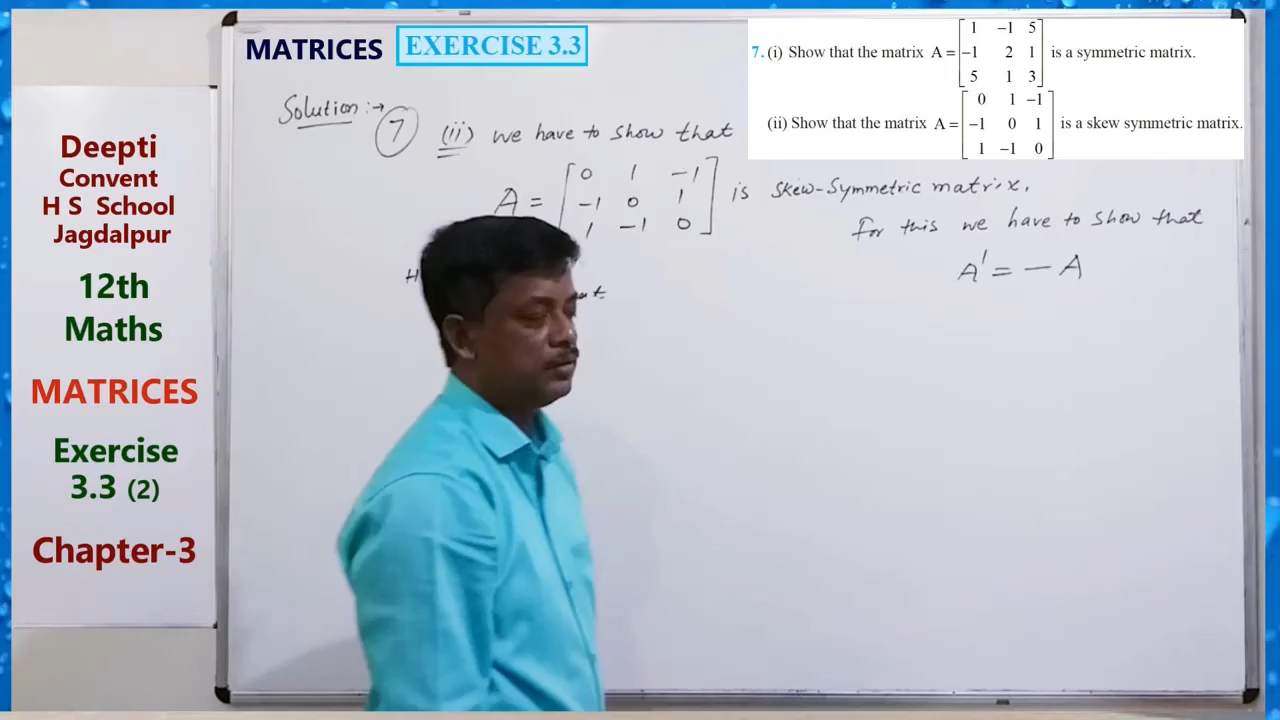 MATRICES EXERCISE 3.3
7. (i) Show that the matrix A = [1 −1 5; −1 2 1; 5 1 3] is a symmetric matrix.
(ii) Show that the matrix A = [0 1 −1; −1 0 1; 1 −1 0] is a skew symmetric matrix.
Deepti
Convent
H S School
Jagdalpur
12th
Maths
MATRICES
Exercise
3.3 (2)
Chapter-3
Solution :→
7 (ii) we have to show that
A = [0 1 −1; −1 0 1; 1 −1 0] is skew-symmetric matrix.
For this we have to show that
A' = − A